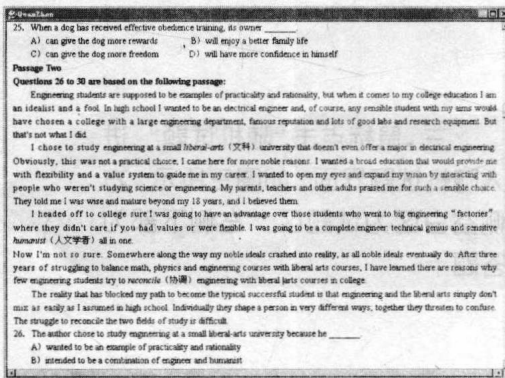 25. When a dog has received effective obedience training, its owner ______.
A) can give the dog more rewards , B) will enjoy a better family life
C) can give the dog more freedom D) will have more confidence in himself
Passage Two
Questions 26 to 30 are based on the following passage:
Engineering students are supposed to be examples of practicality and rationality, but when it comes to my college education I am
an idealist and a fool. In high school I wanted to be an electrical engineer and, of course, any sensible student with my aims would
have chosen a college with a large engineering department, famous reputation and lots of good labs and research equipment. But
that's not what I did.
I chose to study engineering at a small liberal-arts (文科) university that doesn't even offer a major in electrical engineering.
Obviously, this was not a practical choice; I came here for more noble reasons. I wanted a broad education that would provide me
with flexibility and a value system to guide me in my career. I wanted to open my eyes and expand my vision by interacting with
people who weren't studying science or engineering. My parents, teachers and other adults praised me for such a sensible choice.
They told me I was wise and mature beyond my 18 years, and I believed them.
I headed off to college sure I was going to have an advantage over those students who went to big engineering “factories”
where they didn't care if you had values or were flexible. I was going to be a complete engineer: technical genius and sensitive
humanist (人文学者) all in one.
Now I'm not so sure. Somewhere along the way my noble ideals crashed into reality, as all noble ideals eventually do. After three
years of struggling to balance math, physics and engineering courses with liberal arts courses, I have learned there are reasons why
few engineering students try to reconcile (协调) engineering with liberal arts courses in college.
The reality that has blocked my path to become the typical successful student is that engineering and the liberal arts simply don't
mix as easily as I assumed in high school. Individually they shape a person in very different ways; together they threaten to confuse.
The struggle to reconcile the two fields of study is difficult.
26. The author chose to study engineering at a small liberal-arts university because he ______.
A) wanted to be an example of practicality and rationality
B) intended to be a combination of engineer and humanist